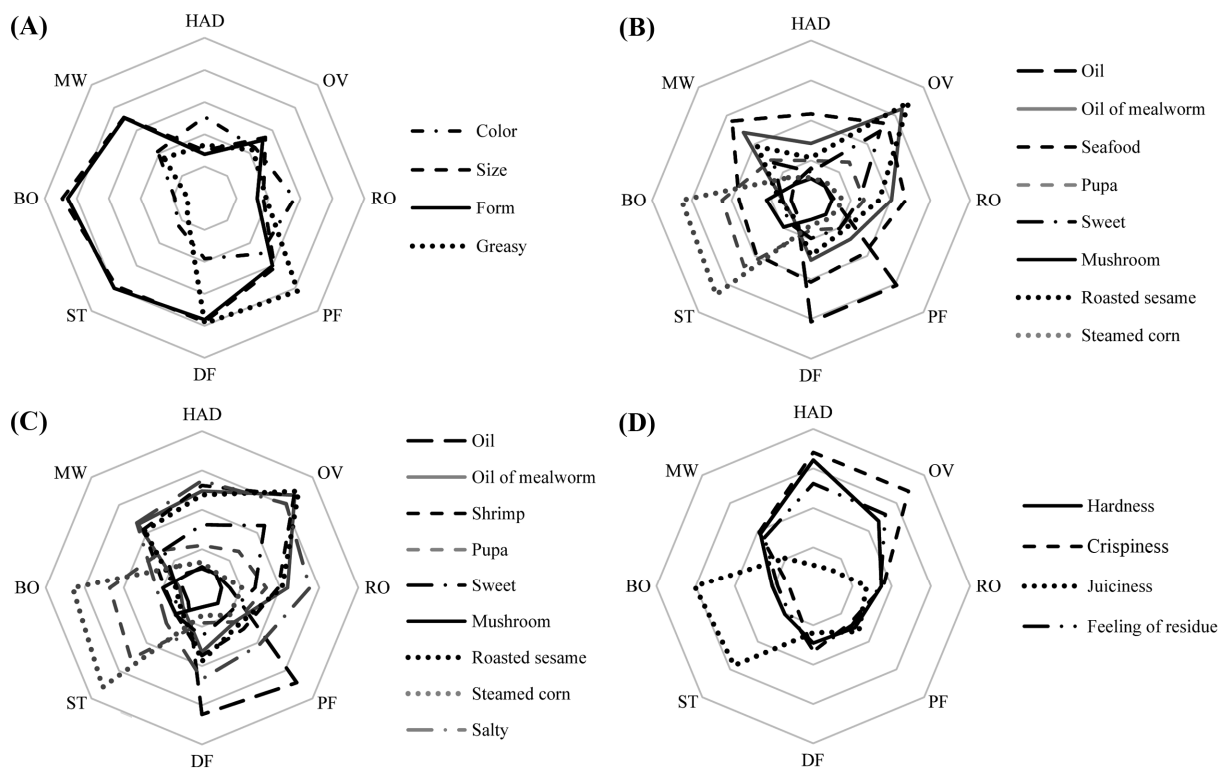 (A)
HAD
OV
RO
PF
DF
ST
BO
MW
Color
Size
Form
Greasy
(B)
HAD
OV
RO
PF
DF
ST
BO
MW
Oil
Oil of mealworm
Seafood
Pupa
Sweet
Mushroom
Roasted sesame
Steamed corn
(C)
HAD
OV
RO
PF
DF
ST
BO
MW
Oil
Oil of mealworm
Shrimp
Pupa
Sweet
Mushroom
Roasted sesame
Steamed corn
Salty
(D)
HAD
OV
RO
PF
DF
ST
BO
MW
Hardness
Crispiness
Juiciness
Feeling of residue